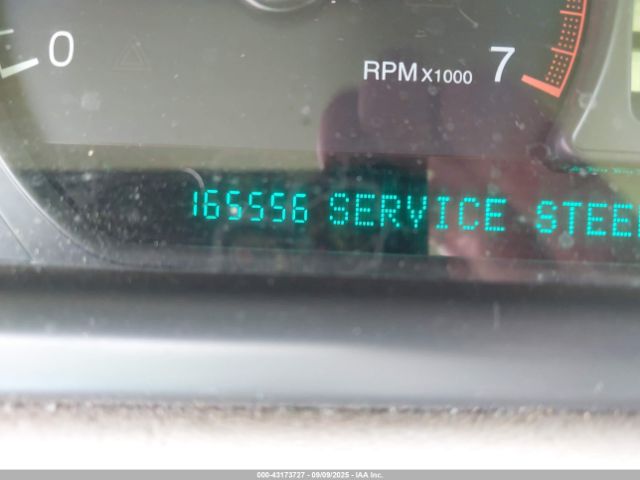 0
RPM X1000 7
165556 SERVICE STEE
000-43173727 - 09/09/2025 - IAA Inc.